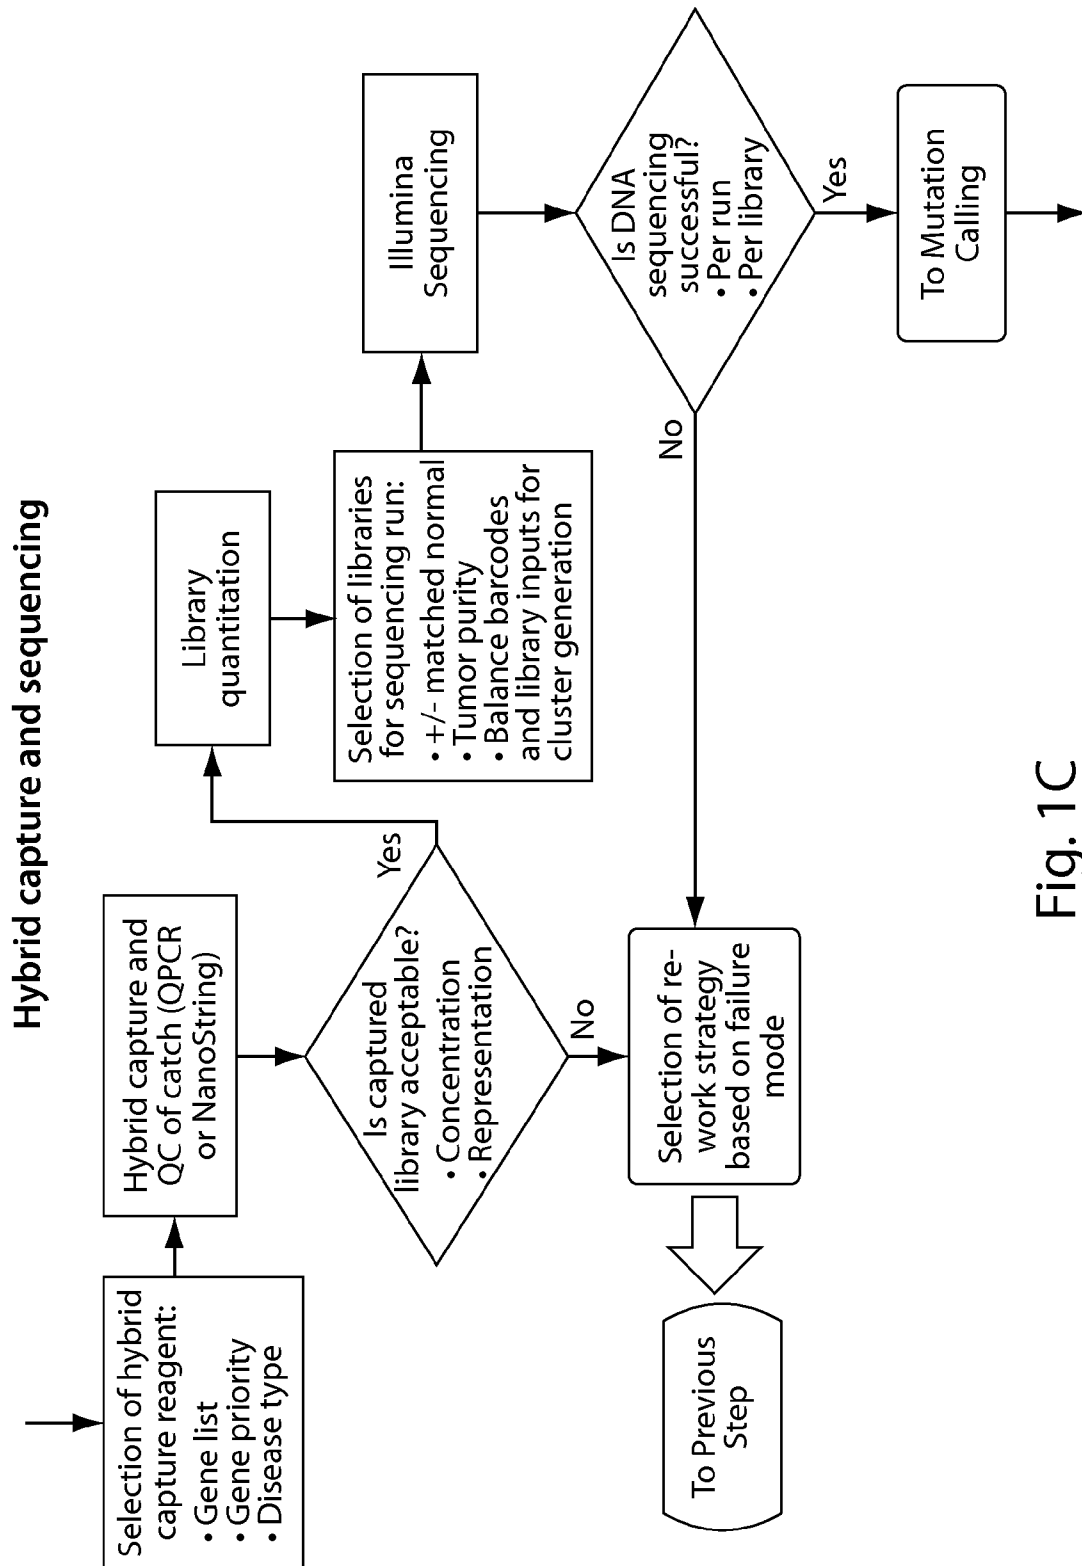 Hybrid capture and sequencing
Selection of hybrid
capture reagent:
• Gene list
• Gene priority
• Disease type
Hybrid capture and
QC of catch (QPCR
or NanoString)
Is captured
library acceptable?
• Concentration
• Representation
Yes
No
Library
quantitation
Selection of libraries
for sequencing run:
• +/- matched normal
• Tumor purity
• Balance barcodes
and library inputs for
cluster generation
Illumina
Sequencing
Is DNA
sequencing
successful?
• Per run
• Per library
No
Yes
To Mutation
Calling
Selection of re-
work strategy
based on failure
mode
To Previous
Step
Fig. 1C